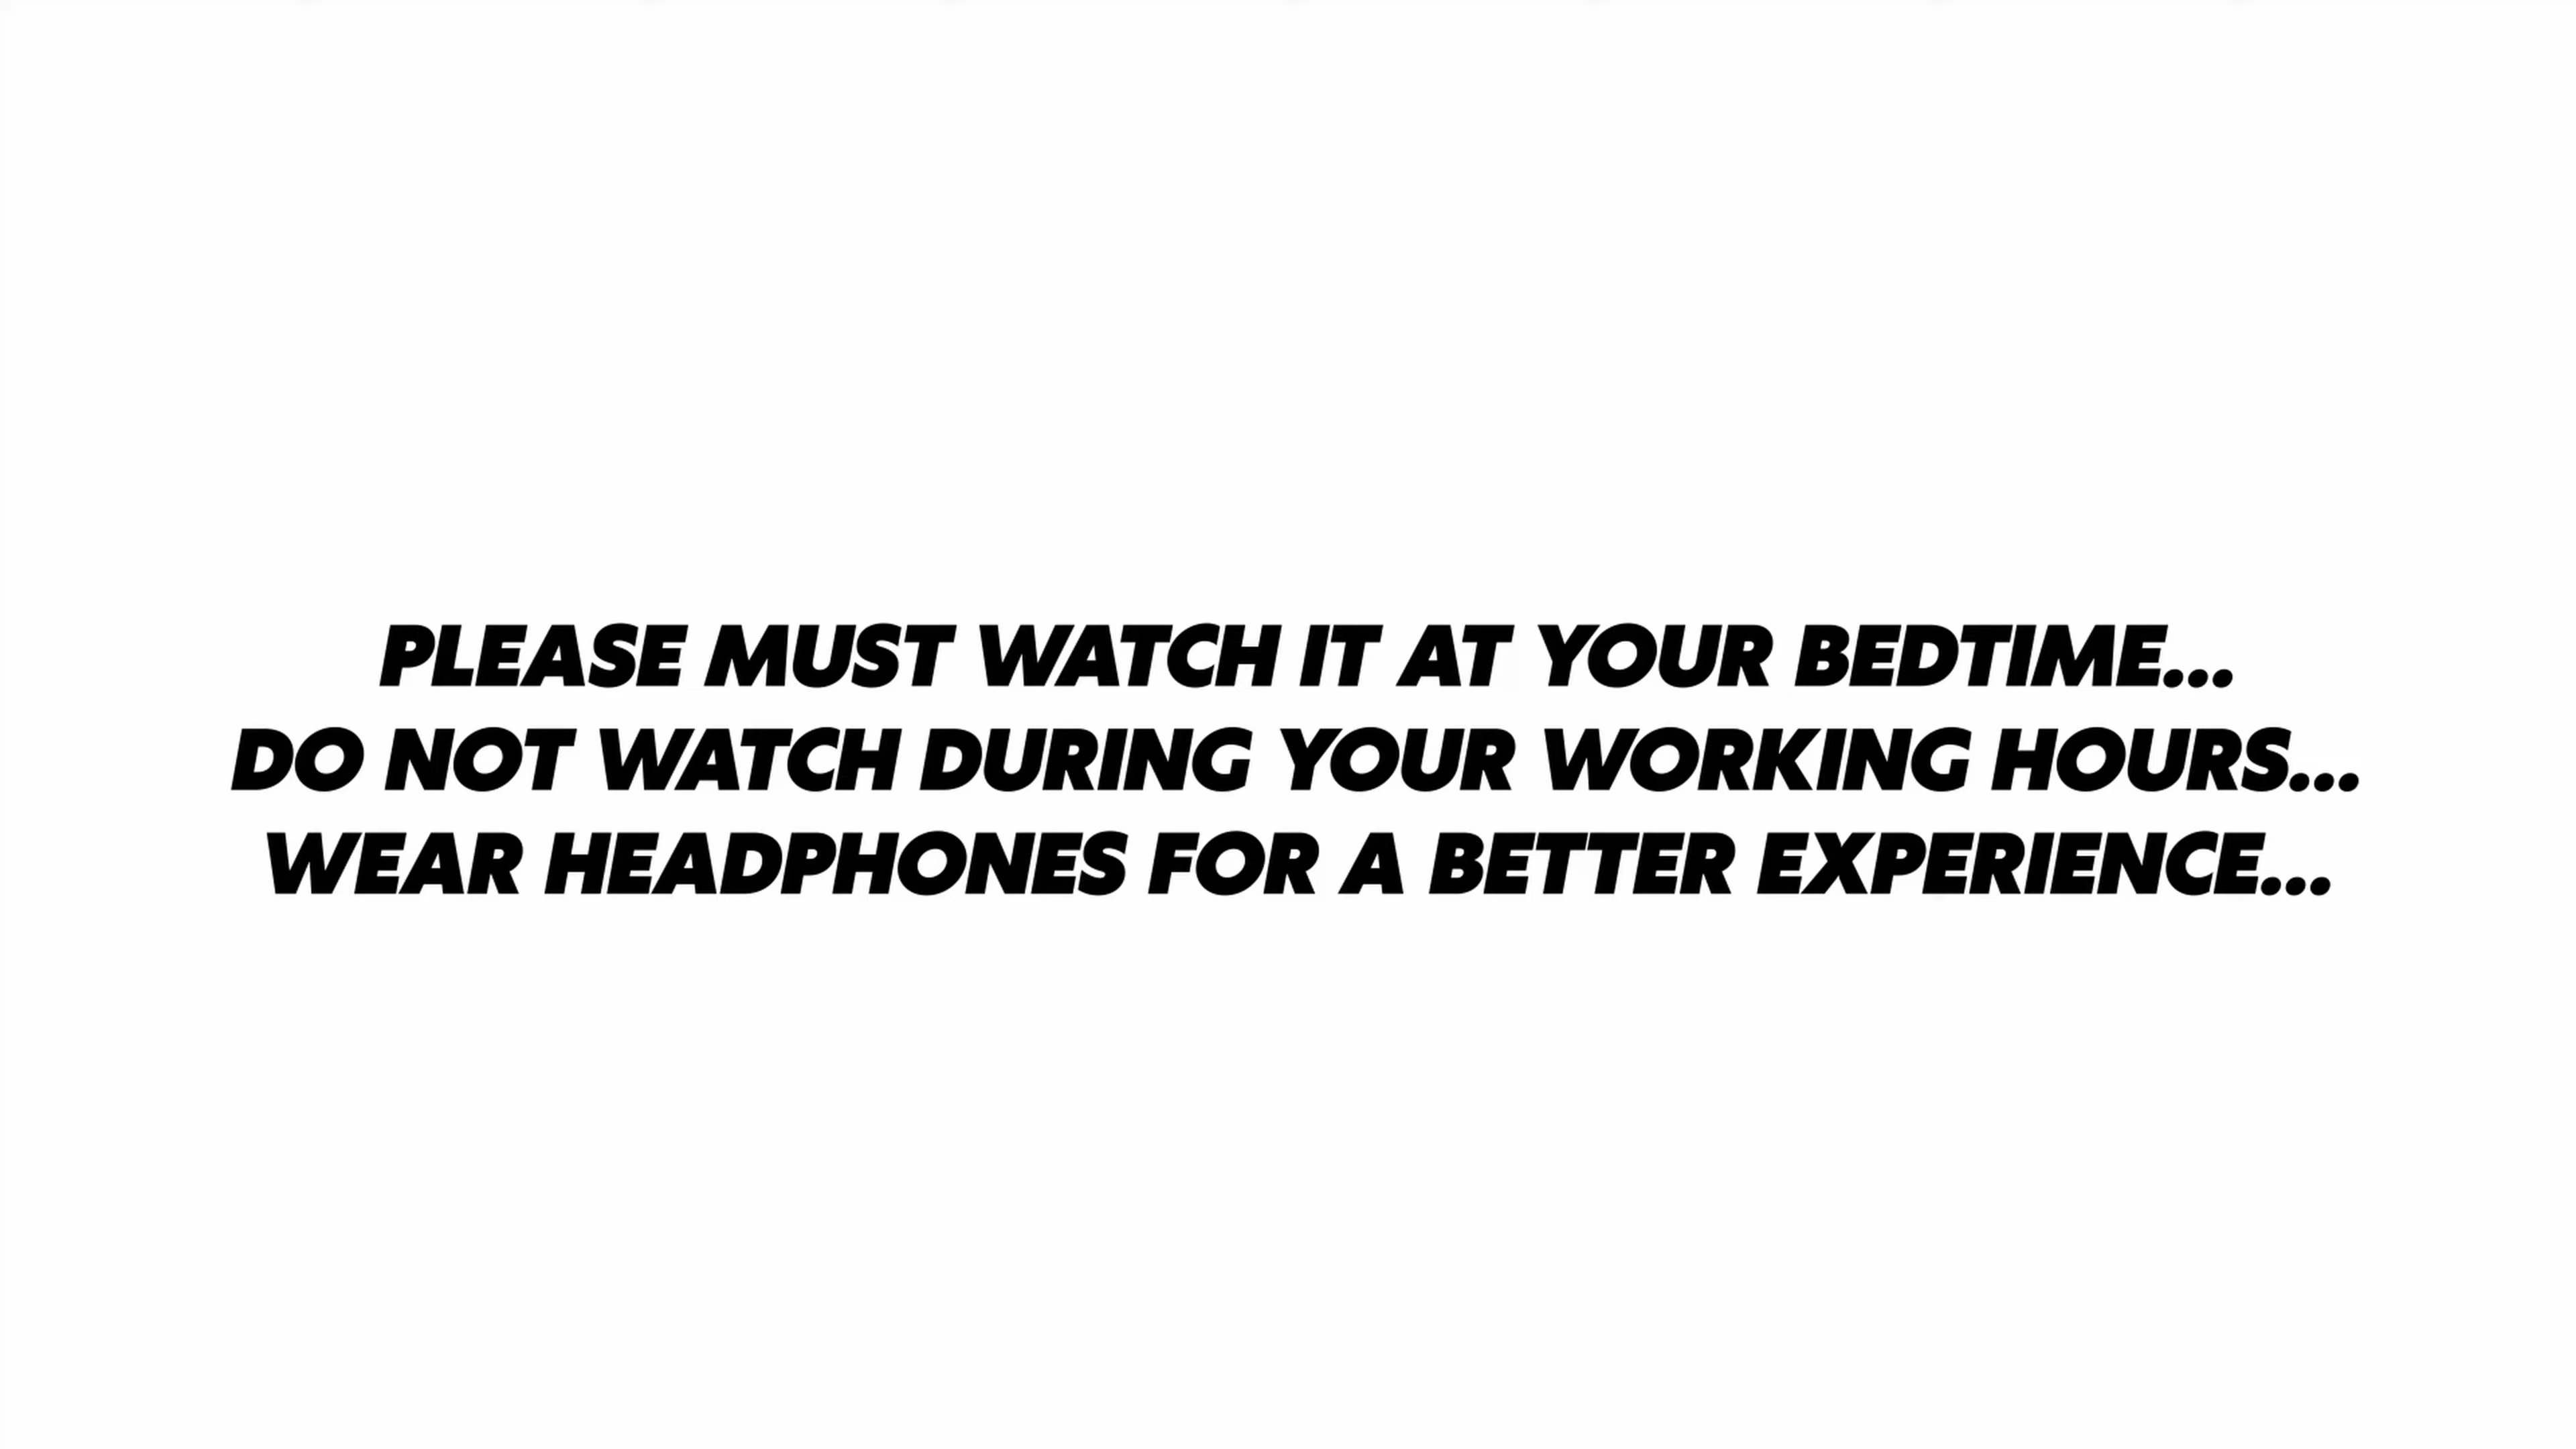 PLEASE MUST WATCH IT AT YOUR BEDTIME...
DO NOT WATCH DURING YOUR WORKING HOURS...
WEAR HEADPHONES FOR A BETTER EXPERIENCE...